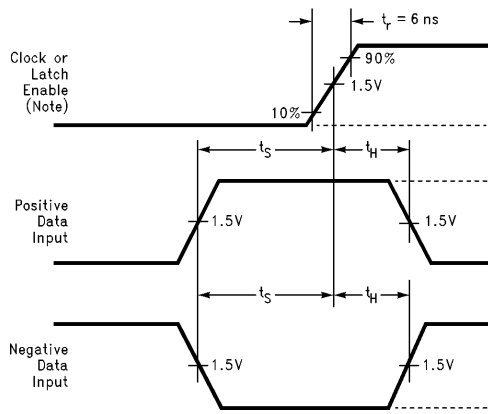 t_r = 6 ns
Clock or
Latch
Enable
(Note)
90%
1.5V
10%
t_S
t_H
Positive
Data
Input
1.5V
1.5V
t_S
t_H
Negative
Data
Input
1.5V
1.5V